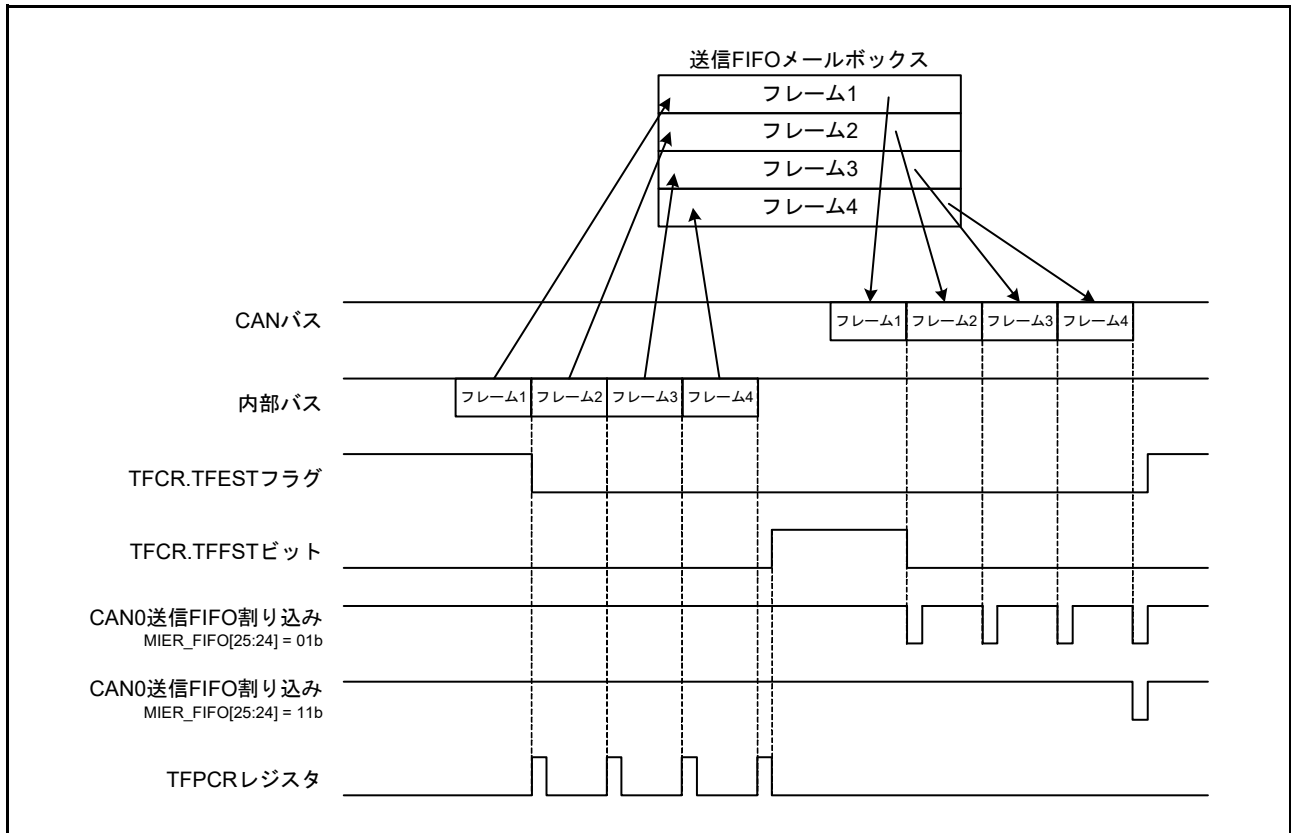 送信FIFOメールボックス
フレーム1
フレーム2
フレーム3
フレーム4
CANバス
フレーム1 フレーム2 フレーム3 フレーム4
内部バス
フレーム1 フレーム2 フレーム3 フレーム4
TFCR.TFESTフラグ
TFCR.TFFSTビット
CAN0送信FIFO割り込み
MIER_FIFO[25:24] = 01b
CAN0送信FIFO割り込み
MIER_FIFO[25:24] = 11b
TFPCRレジスタ